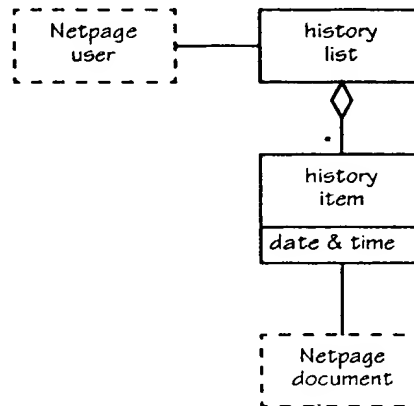 Netpage
user
history
list
history
item
date & time
Netpage
document